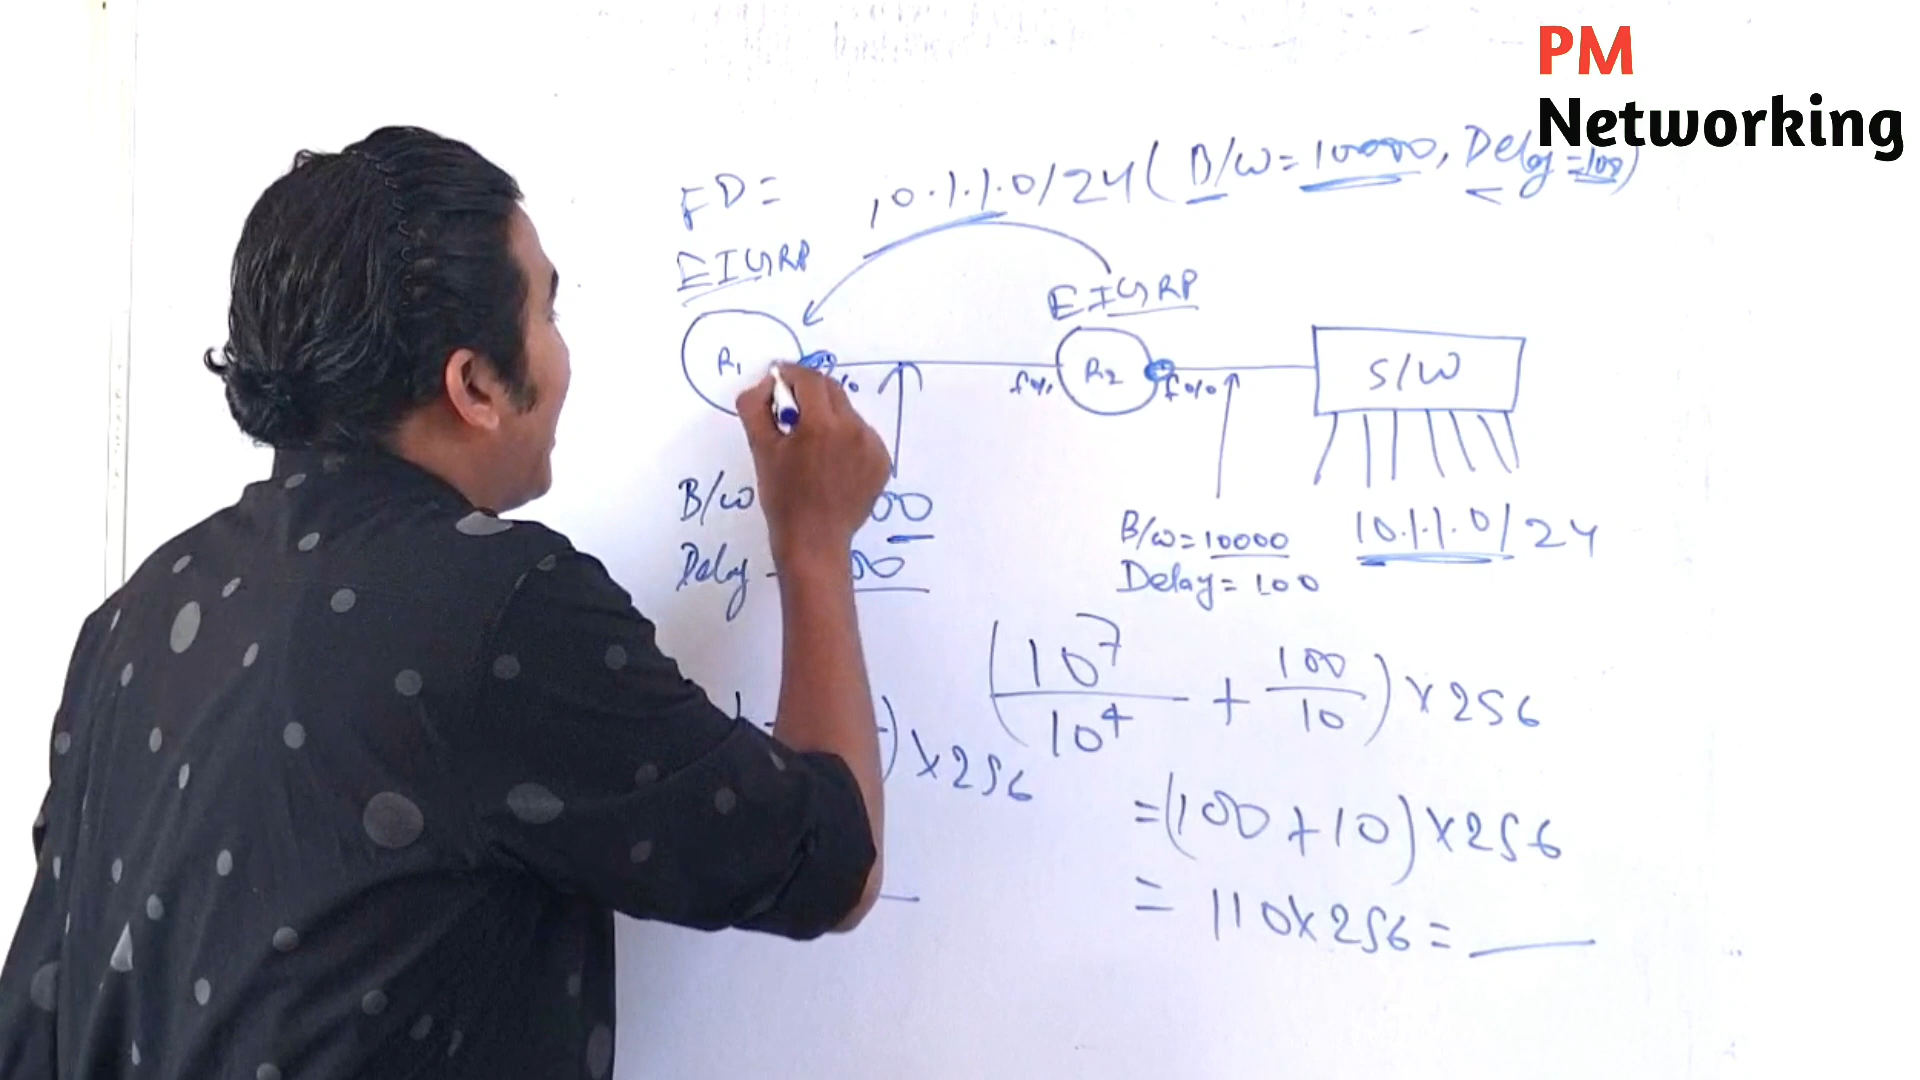 PM
Networking
FD = 10.1.1.0/24 ( B/W = 10000, Delay = 100)
EIGRP
EIGRP
R1
R2
S/W
f0/0
B/W 00
Delay - 00
B/W = 10000
Delay = 100
10.1.1.0/24
(10^7/10^4 + 100/10) × 256
) × 256
= (100 + 10) × 256
= 110 × 256 =